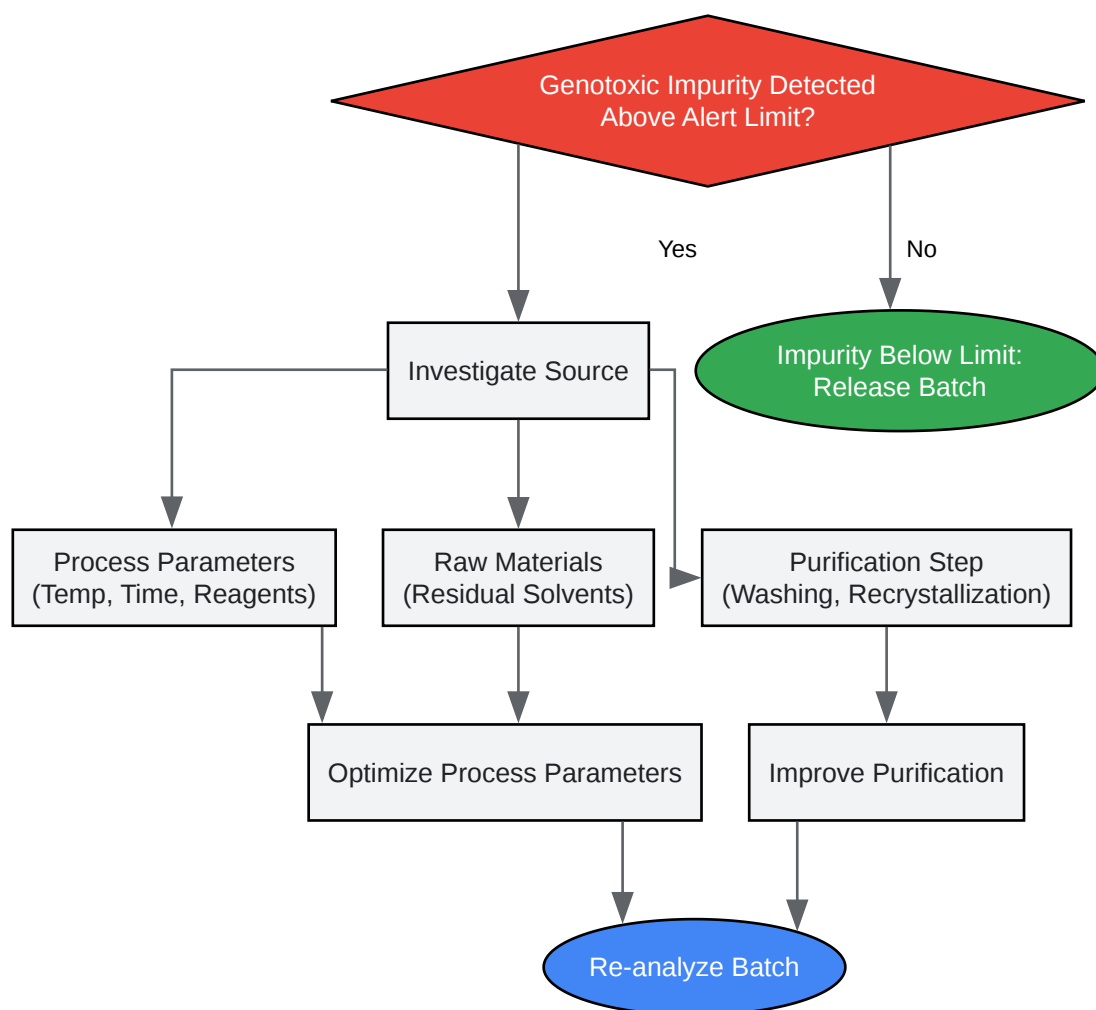 Genotoxic Impurity Detected
Above Alert Limit?
Yes
No
Investigate Source
Impurity Below Limit:
Release Batch
Process Parameters
(Temp, Time, Reagents)
Raw Materials
(Residual Solvents)
Purification Step
(Washing, Recrystallization)
Optimize Process Parameters
Improve Purification
Re-analyze Batch